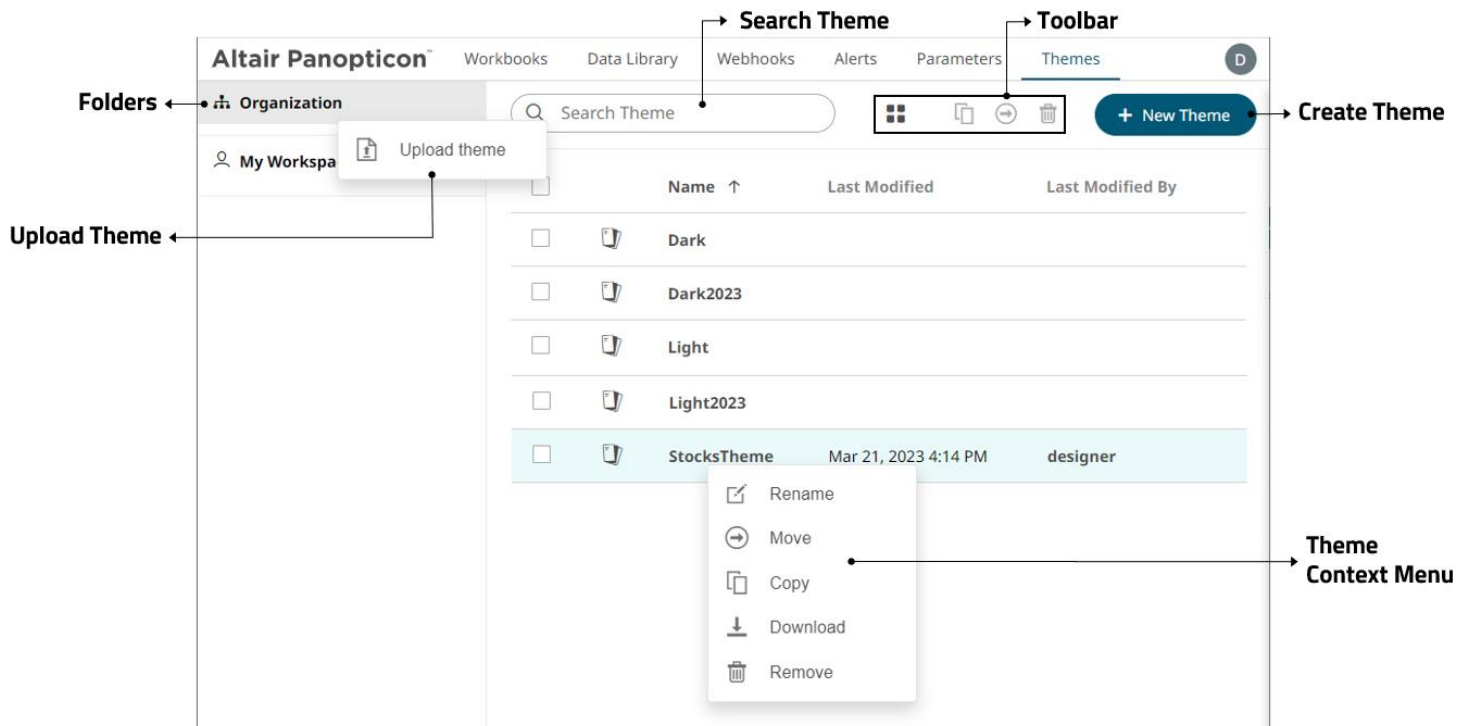 Search Theme
Toolbar
Altair Panopticon™
Workbooks
Data Library
Webhooks
Alerts
Parameters
Themes
D
Folders
Organization
Search Theme
+ New Theme
Create Theme
Upload theme
My Workspa
Name ↑
Last Modified
Last Modified By
Upload Theme
Dark
Dark2023
Light
Light2023
StocksTheme
Mar 21, 2023 4:14 PM
designer
Rename
Move
Copy
Download
Remove
Theme
Context Menu